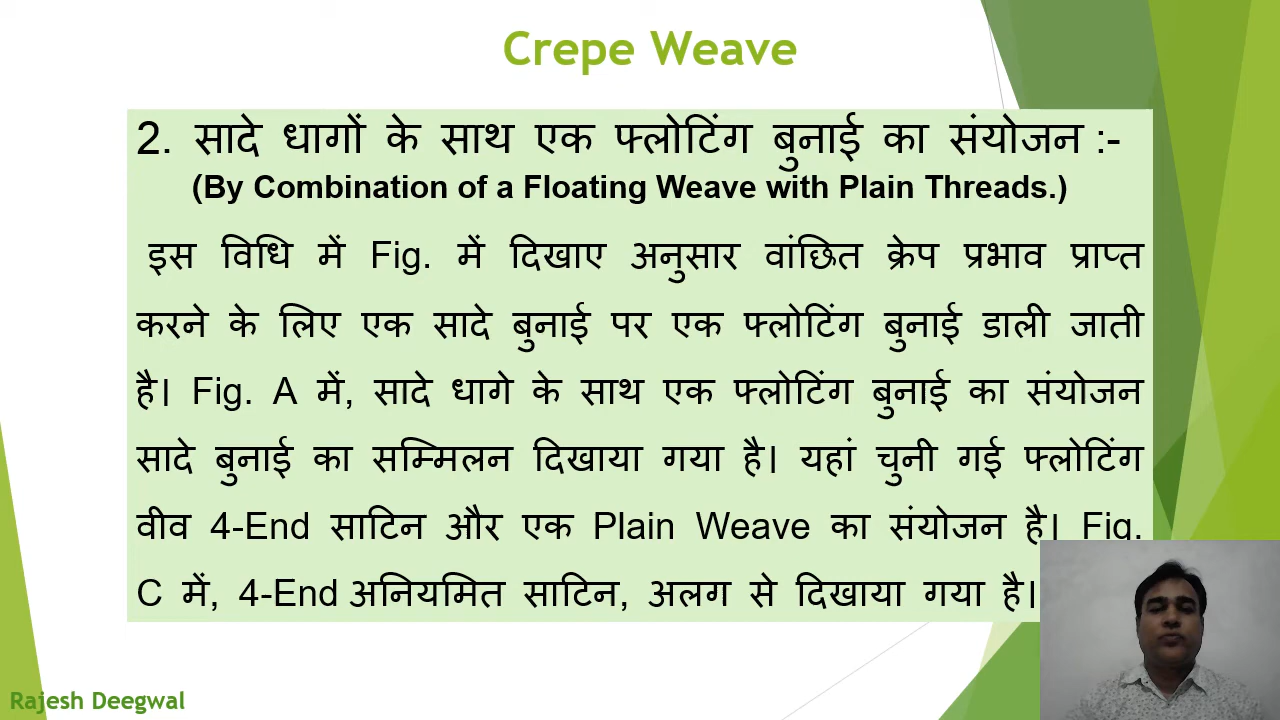 Crepe Weave
2. सादे धागों के साथ एक फ्लोटिंग बुनाई का संयोजन :-
(By Combination of a Floating Weave with Plain Threads.)
इस विधि में Fig. में दिखाए अनुसार वांछित क्रेप प्रभाव प्राप्त
करने के लिए एक सादे बुनाई पर एक फ्लोटिंग बुनाई डाली जाती
है। Fig. A में, सादे धागे के साथ एक फ्लोटिंग बुनाई का संयोजन
सादे बुनाई का सम्मिलन दिखाया गया है। यहां चुनी गई फ्लोटिंग
वीव 4-End साटिन और एक Plain Weave का संयोजन है। Fig.
C में, 4-End अनियमित साटिन, अलग से दिखाया गया है।
Rajesh Deegwal